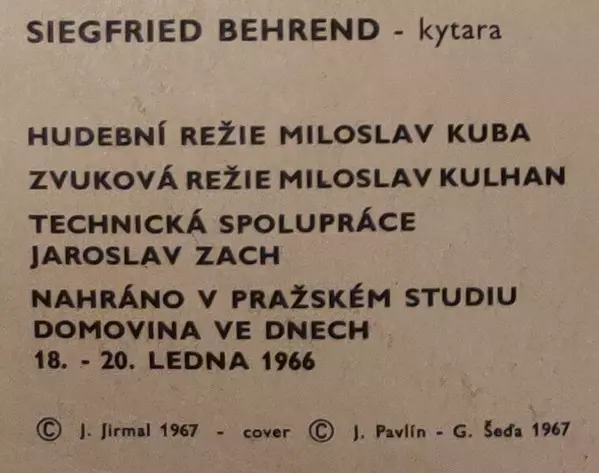 SIEGFRIED BEHREND - kytara
HUDEBNÍ REŽIE MILOSLAV KUBA
ZVUKOVÁ REŽIE MILOSLAV KULHAN
TECHNICKÁ SPOLUPRÁCE
JAROSLAV ZACH
NAHRÁNO V PRAŽSKÉM STUDIU
DOMOVINA VE DNECH
18. - 20. LEDNA 1966
© J. Jirmal 1967 - cover © J. Pavlín - G. Šeďa 1967